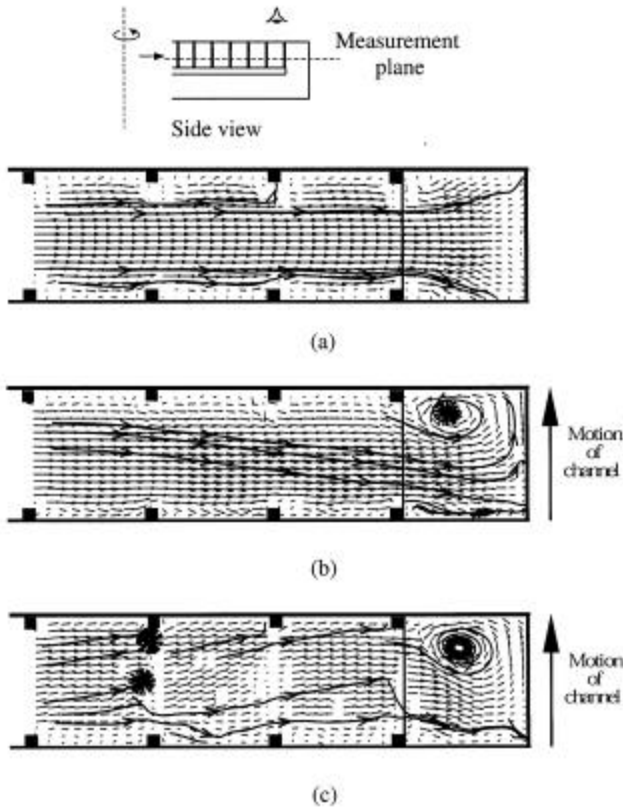 Measurement
plane
Side view
(a)
(b)
Motion
of
channel
(c)
Motion
of
channel